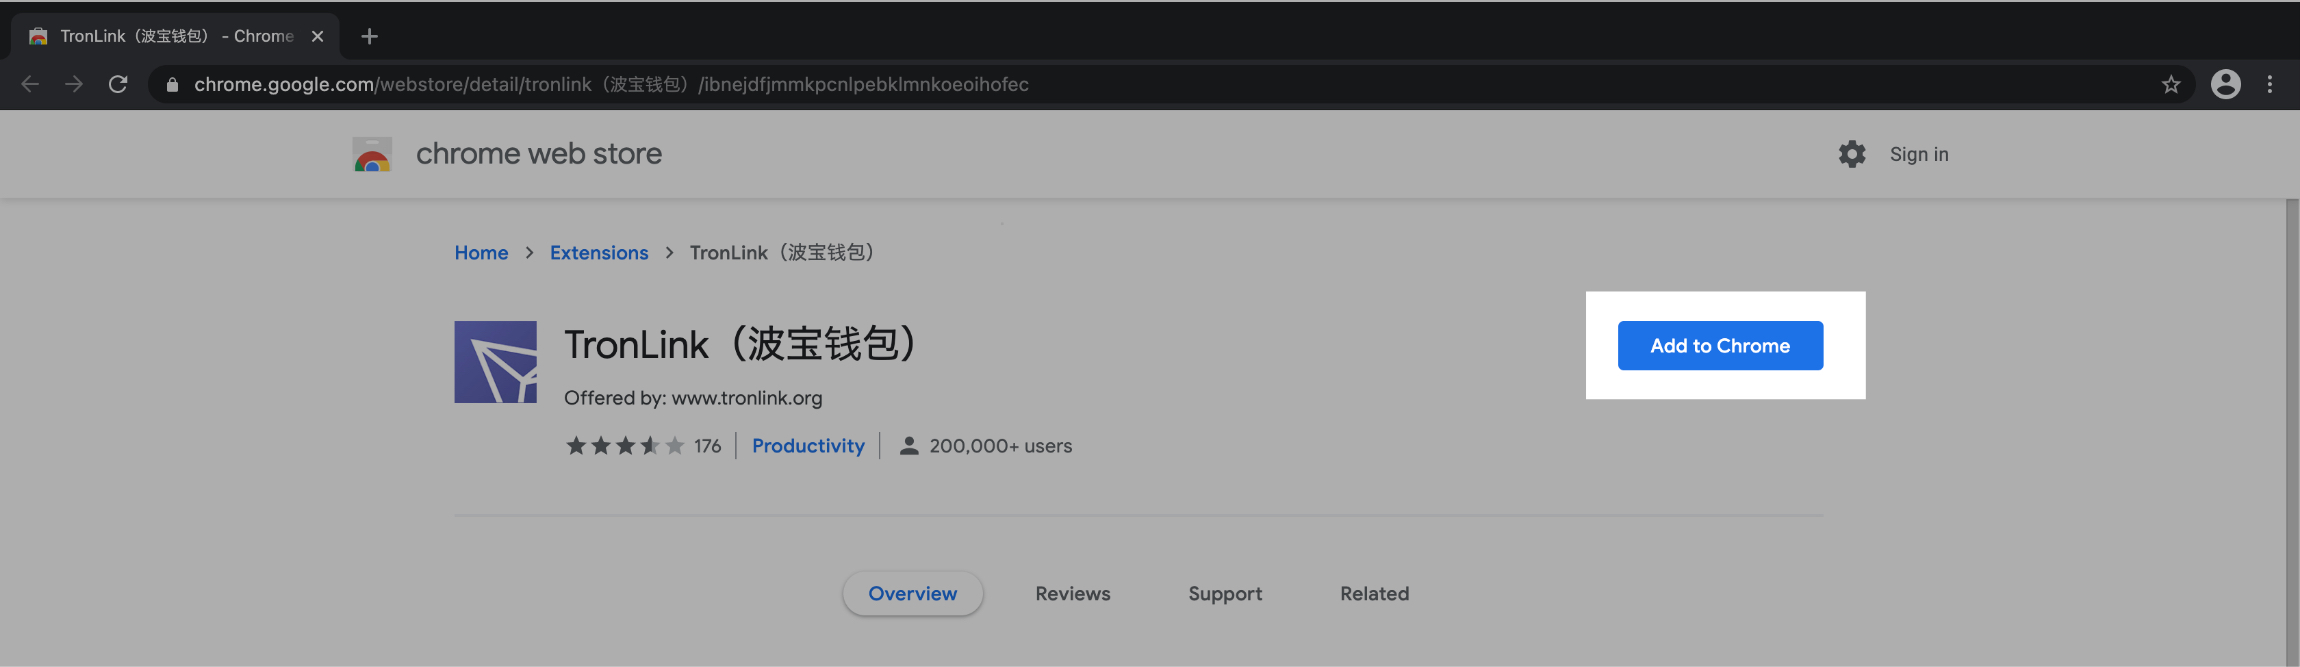 TronLink（波宝钱包） - Chrome
chrome.google.com/webstore/detail/tronlink（波宝钱包）/ibnejdfjmmkpcnlpebklmnkoeoihofec
chrome web store
Sign in
Home > Extensions > TronLink（波宝钱包）
TronLink（波宝钱包）
Add to Chrome
Offered by: www.tronlink.org
176 | Productivity | 200,000+ users
Overview Reviews Support Related